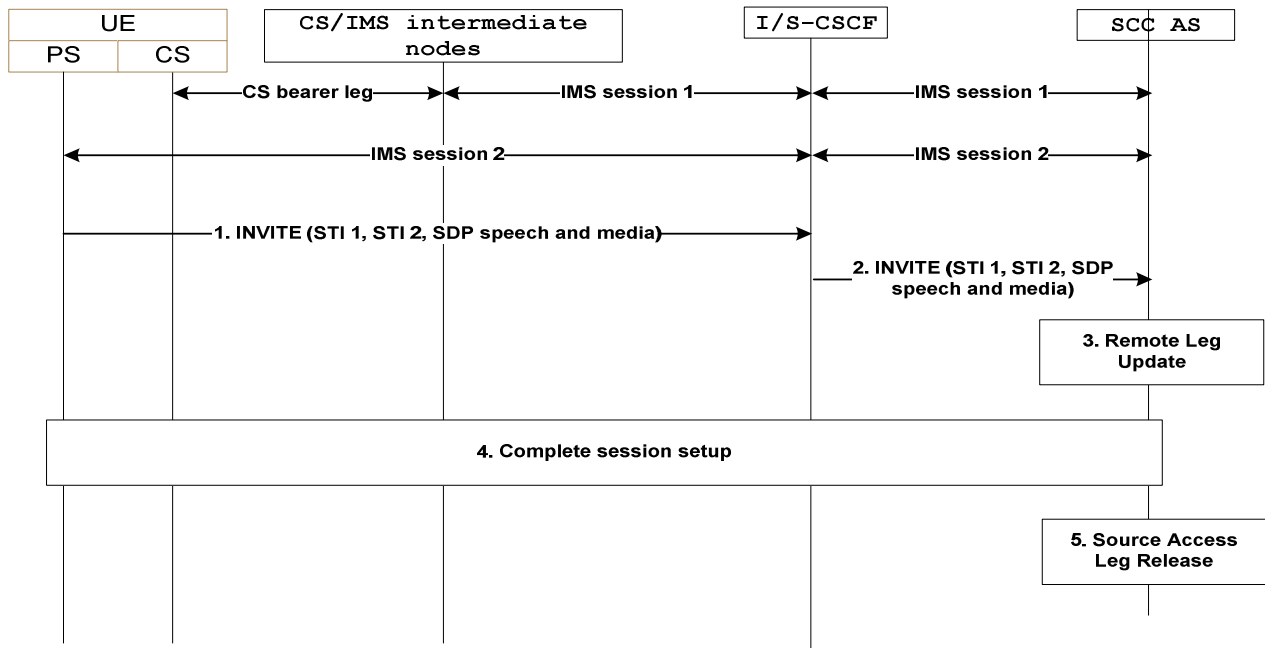 UE
PS
CS
CS/IMS intermediate
nodes
I/S-CSCF
SCC AS
CS bearer leg
IMS session 1
IMS session 1
IMS session 2
IMS session 2
1. INVITE (STI 1, STI 2, SDP speech and media)
2. INVITE (STI 1, STI 2, SDP
speech and media)
3. Remote Leg
Update
4. Complete session setup
5. Source Access
Leg Release